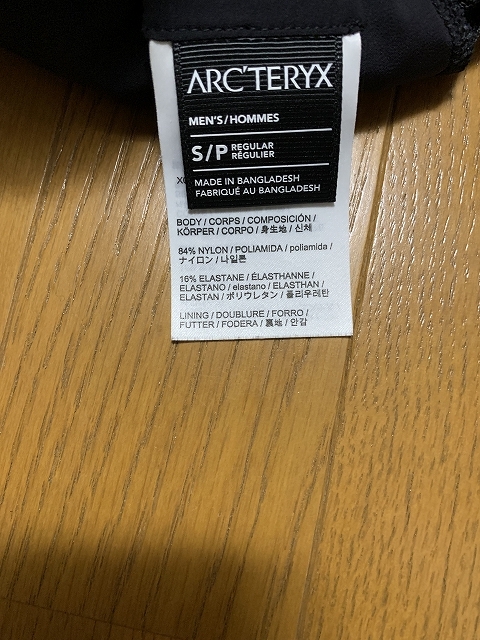 ARC'TERYX
MEN'S/HOMMES
S/P REGULAR
RÉGULIER
MADE IN BANGLADESH
FABRIQUÉ AU BANGLADESH
BODY / CORPS / COMPOSICIÓN /
KÖRPER / CORPO / 身生地 / 신체
84% NYLON / POLIAMIDA / poliamida /
ナイロン / 나일론
16% ELASTANE / ÉLASTHANNE /
ELASTANO / elastano / ELASTHAN /
ELASTAN / ポリウレタン / 폴리우레탄
LINING / DOUBLURE / FORRO /
FUTTER / FODERA / 裏地 / 안감